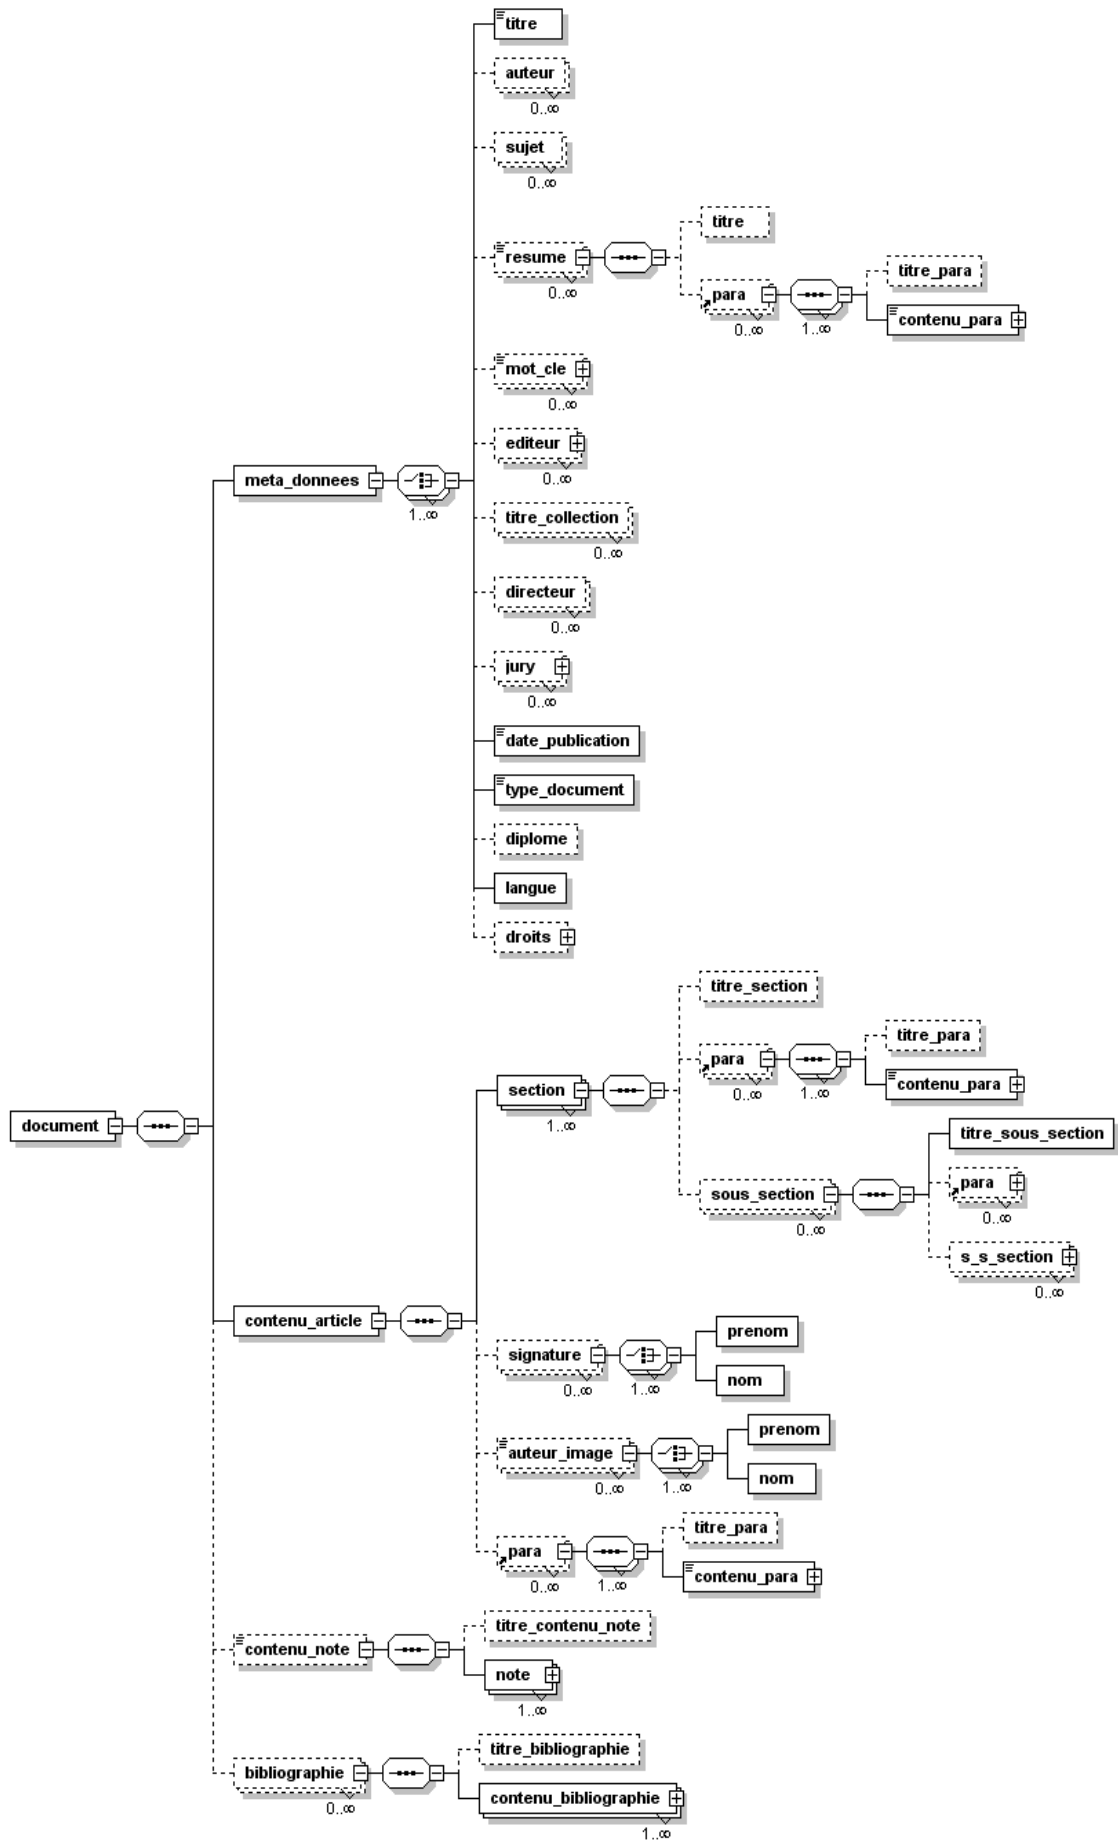 titre
auteur
0..∞
sujet
0..∞
titre
resume
0..∞
para
0..∞
1..∞
titre_para
contenu_para
mot_cle
0..∞
editeur
0..∞
meta_donnees
1..∞
titre_collection
0..∞
directeur
0..∞
jury
0..∞
date_publication
type_document
diplome
langue
droits
titre_section
titre_para
para
0..∞
1..∞
contenu_para
section
1..∞
document
titre_sous_section
sous_section
0..∞
para
0..∞
s_s_section
0..∞
contenu_article
prenom
signature
0..∞
1..∞
nom
prenom
auteur_image
0..∞
1..∞
nom
titre_para
para
0..∞
1..∞
contenu_para
titre_contenu_note
contenu_note
note
1..∞
titre_bibliographie
bibliographie
0..∞
contenu_bibliographie
1..∞